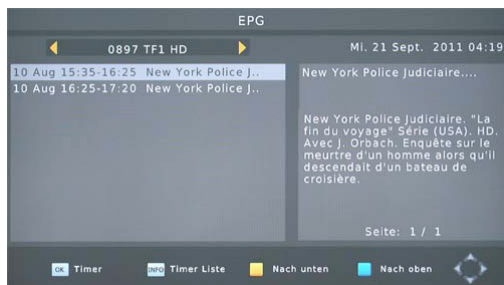 EPG
0897 TF1 HD
Mi. 21 Sept. 2011 04:19
10 Aug 15:35-16:25 New York Police J..
10 Aug 16:25-17:20 New York Police J..
New York Police Judiciaire....
New York Police Judiciaire. "La
fin du voyage" Série (USA). HD.
Avec J. Orbach. Enquête sur le
meurtre d'un homme alors qu'il
descendait d'un bateau de
croisière.
Seite: 1 / 1
OK Timer
INFO Timer Liste
Nach unten
Nach oben